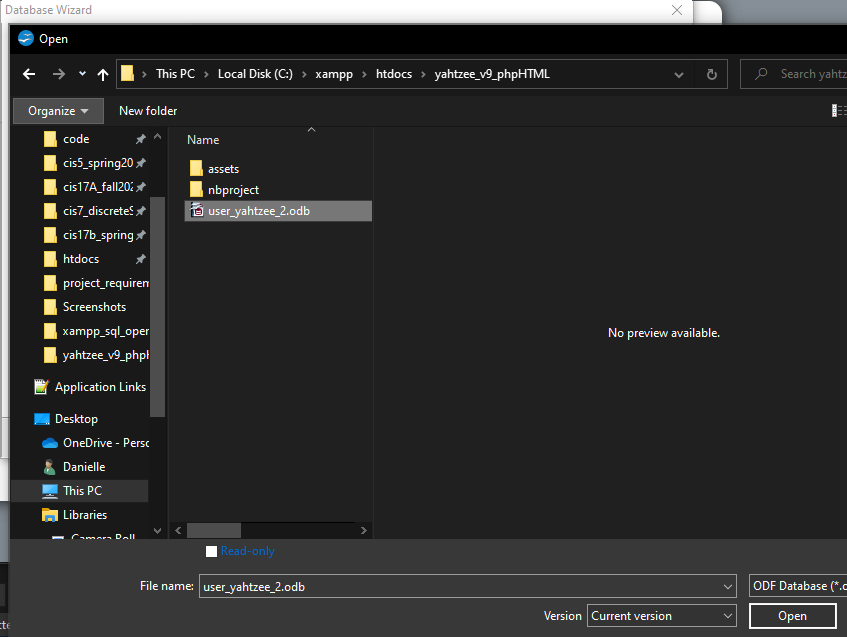 Database Wizard
Open
This PC
Local Disk (C:)
xampp
htdocs
yahtzee_v9_phpHTML
Search yahtz
Organize
New folder
code
cis5_spring20
cis17A_fall202
cis7_discreteS
cis17b_spring
htdocs
project_requirem
Screenshots
xampp_sql_oper
yahtzee_v9_phpH
Application Links
Desktop
OneDrive - Perso
Danielle
This PC
Libraries
Camera Roll
Name
assets
nbproject
user_yahtzee_2.odb
No preview available.
Read-only
File name:
user_yahtzee_2.odb
ODF Database (*.o
Version
Current version
Open